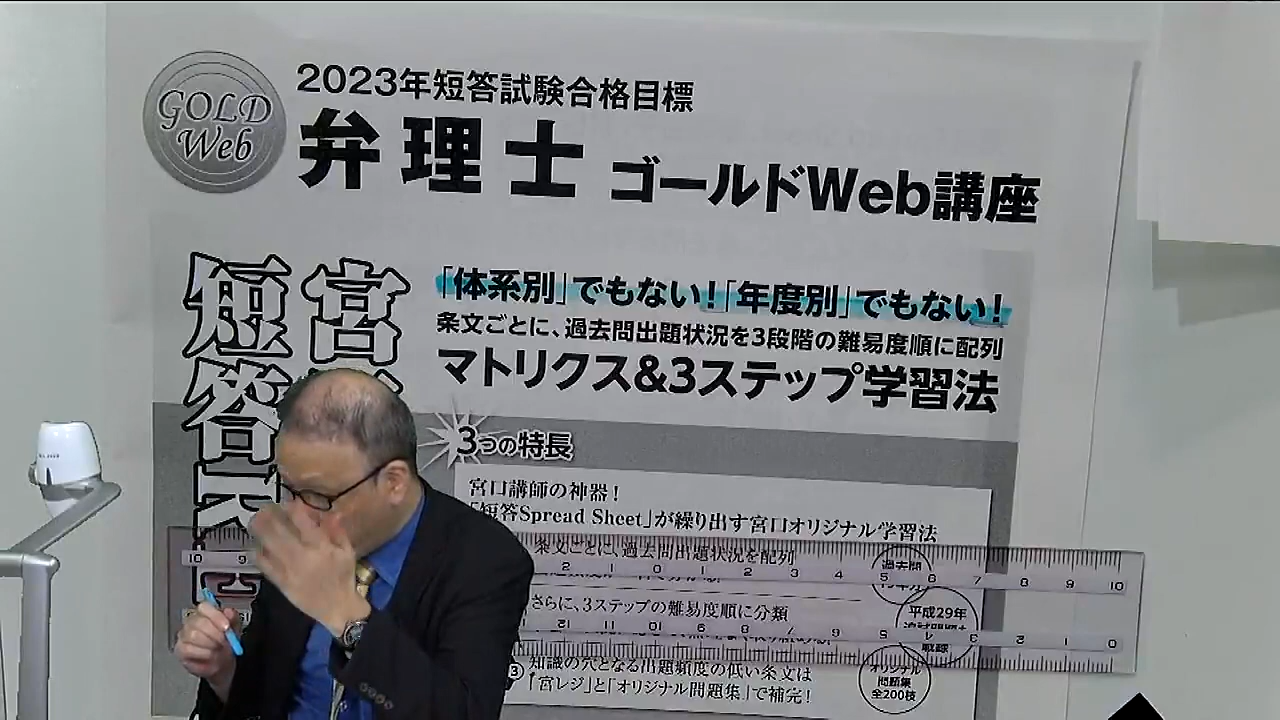 GOLD
Web
2023年短答試験合格目標
弁理士 ゴールドWeb講座
宮
短答
「体系別」でもない!「年度別」でもない!
条文ごとに、過去問出題状況を3段階の難易度順に配列
マトリクス&3ステップ学習法
3つの特長
宮口講師の神器!
「短答Spread Sheet」が繰り出す宮口オリジナル学習法
条文ごとに、過去問出題状況を配列
過去問
さらに、3ステップの難易度順に分類
平成29年
収録
3 知識の穴となる出題頻度の低い条文は
「宮レジ」と「オリジナル問題集」で補完!
オリジナル
問題集
全200枝